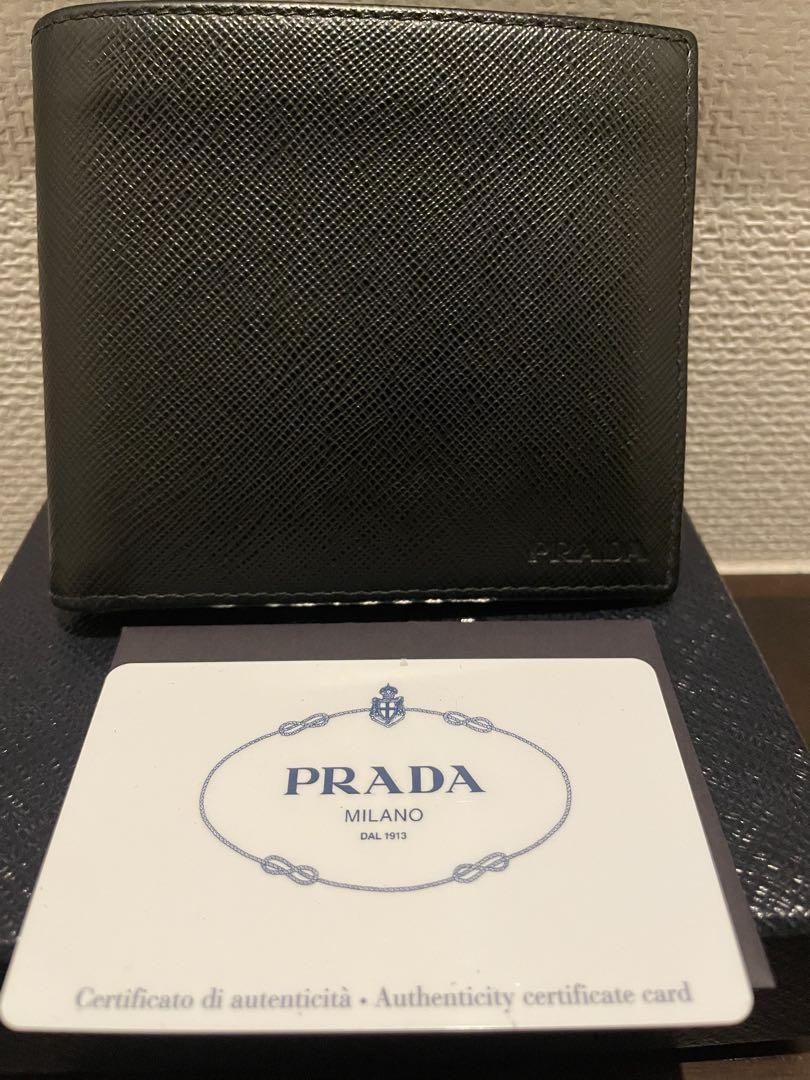 PRADA
PRADA
MILANO
DAL 1913
Certificato di autenticità • Authenticity certificate card